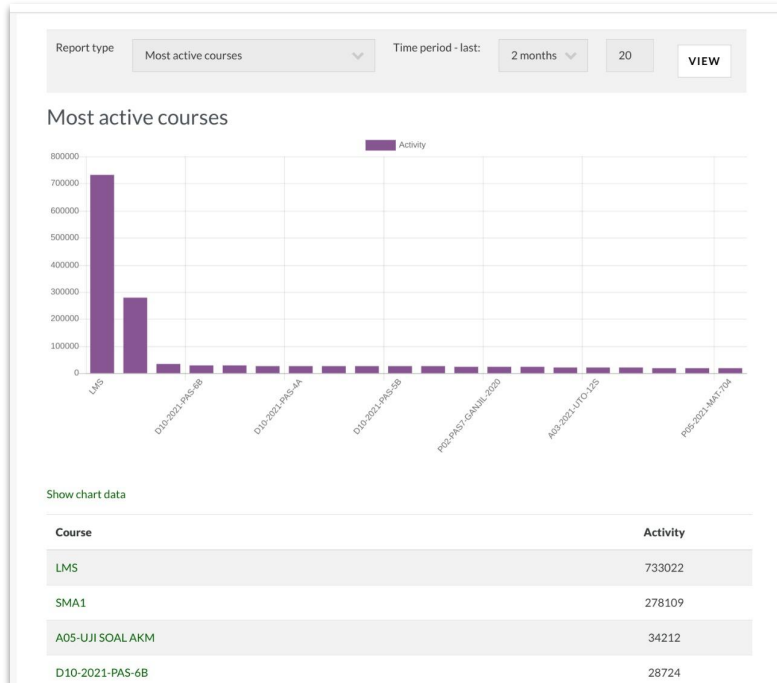 Report type
Most active courses
Time period - last:
2 months
20
VIEW
Most active courses
Activity
800000
700000
600000
500000
400000
300000
200000
100000
0
LMS
D10-2021-PAS-6B
D10-2021-PAS-4A
D10-2021-PAS-5B
P02-PAS7-GANJIL-2020
A03-2021-UTO-12S
P05-2021-MAT-704
Show chart data
Course Activity
LMS 733022
SMA1 278109
A05-UJI SOAL AKM 34212
D10-2021-PAS-6B 28724